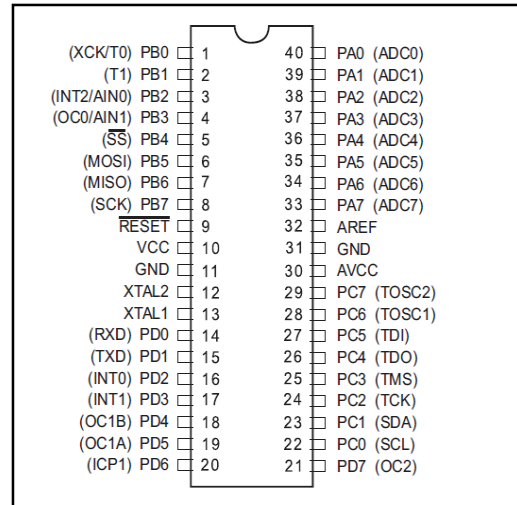 (XCK/T0) PB0 1 40 PA0 (ADC0)
(T1) PB1 2 39 PA1 (ADC1)
(INT2/AIN0) PB2 3 38 PA2 (ADC2)
(OC0/AIN1) PB3 4 37 PA3 (ADC3)
(SS) PB4 5 36 PA4 (ADC4)
(MOSI) PB5 6 35 PA5 (ADC5)
(MISO) PB6 7 34 PA6 (ADC6)
(SCK) PB7 8 33 PA7 (ADC7)
RESET 9 32 AREF
VCC 10 31 GND
GND 11 30 AVCC
XTAL2 12 29 PC7 (TOSC2)
XTAL1 13 28 PC6 (TOSC1)
(RXD) PD0 14 27 PC5 (TDI)
(TXD) PD1 15 26 PC4 (TDO)
(INT0) PD2 16 25 PC3 (TMS)
(INT1) PD3 17 24 PC2 (TCK)
(OC1B) PD4 18 23 PC1 (SDA)
(OC1A) PD5 19 22 PC0 (SCL)
(ICP1) PD6 20 21 PD7 (OC2)